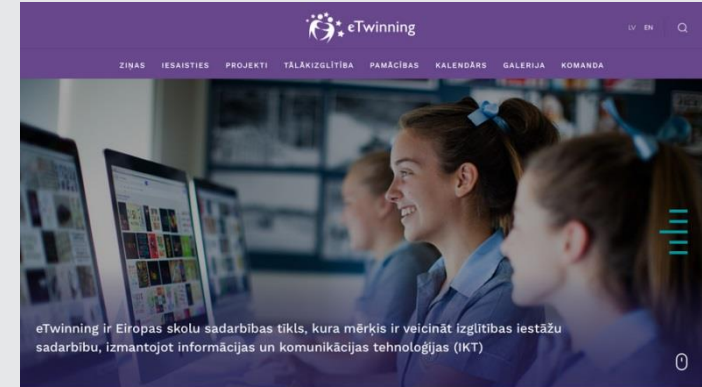 eTwinning
LV EN
ZIŅAS IESAISTIES PROJEKTI TĀLĀKIZGLĪTĪBA PAMĀCĪBAS KALENDĀRS GALERIJA KOMANDA
eTwinning ir Eiropas skolu sadarbības tīkls, kura mērķis ir veicināt izglītības iestāžu
sadarbību, izmantojot informācijas un komunikācijas tehnoloģijas (IKT)